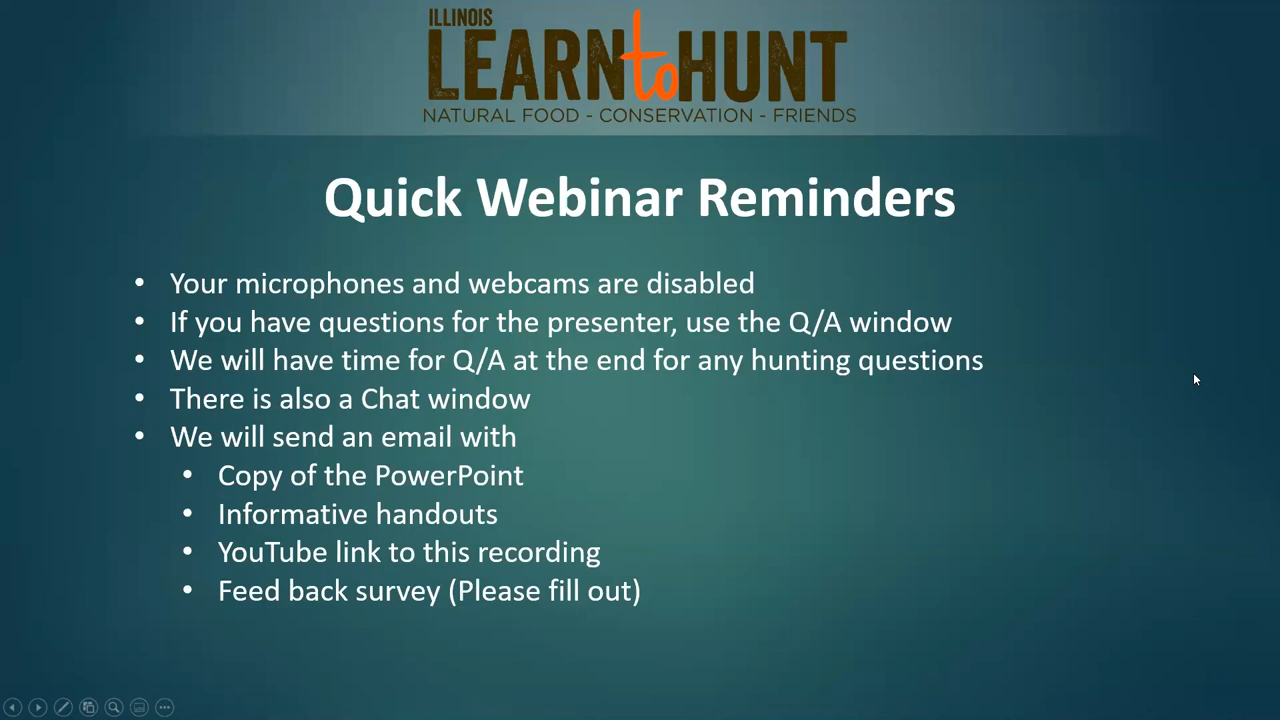 ILLINOIS
LEARN to HUNT
NATURAL FOOD - CONSERVATION - FRIENDS
Quick Webinar Reminders
• Your microphones and webcams are disabled
• If you have questions for the presenter, use the Q/A window
• We will have time for Q/A at the end for any hunting questions
• There is also a Chat window
• We will send an email with
• Copy of the PowerPoint
• Informative handouts
• YouTube link to this recording
• Feed back survey (Please fill out)